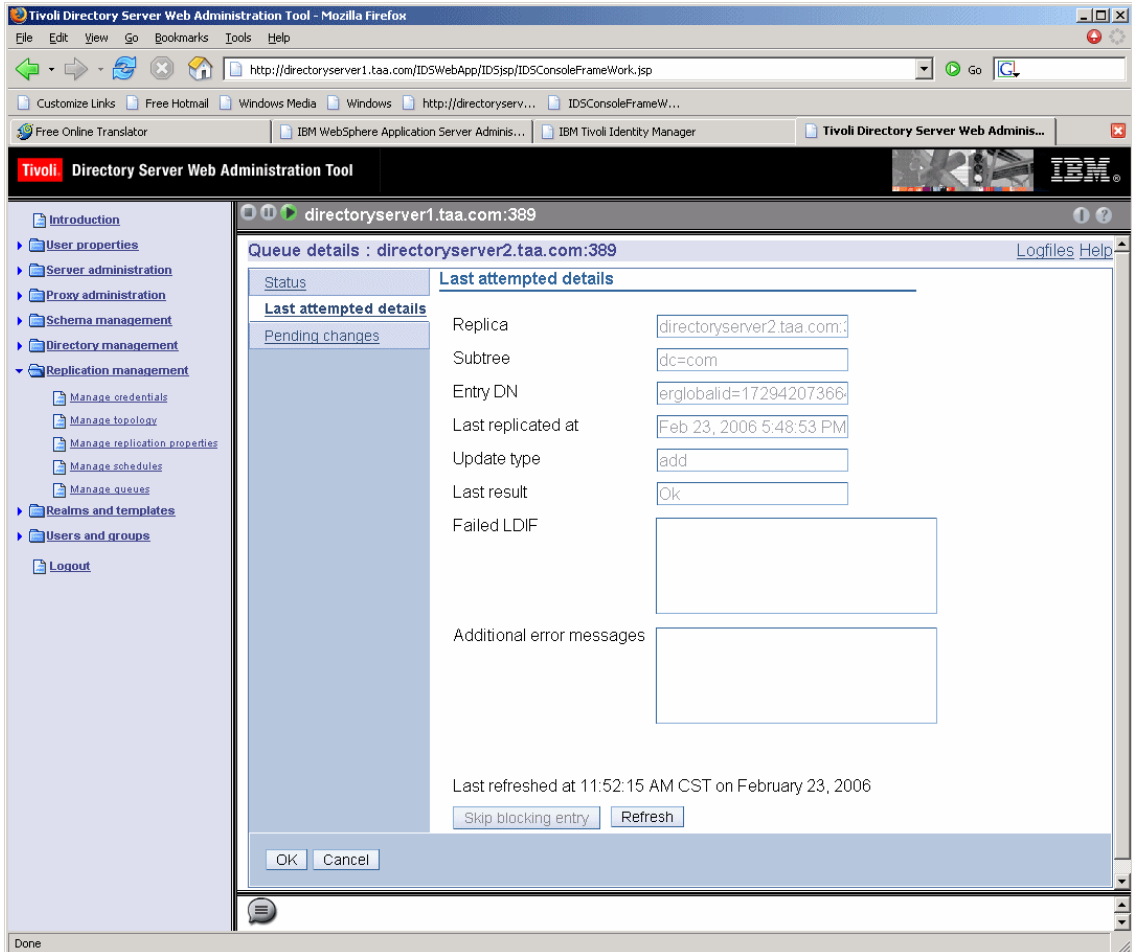 Tivoli Directory Server Web Administration Tool - Mozilla Firefox
File Edit View Go Bookmarks Tools Help
http://directoryserver1.taa.com/IDSWebApp/IDSjsp/IDSConsoleFrameWork.jsp Go G
Customize Links Free Hotmail Windows Media Windows http://directoryserv... IDSConsoleFrameW...
Free Online Translator IBM WebSphere Application Server Adminis... IBM Tivoli Identity Manager Tivoli Directory Server Web Adminis...
Tivoli. Directory Server Web Administration Tool IBM®
Introduction
User properties
Server administration
Proxy administration
Schema management
Directory management
Replication management
Manage credentials
Manage topology
Manage replication properties
Manage schedules
Manage queues
Realms and templates
Users and groups
Logout
directoryserver1.taa.com:389
Queue details : directoryserver2.taa.com:389 Logfiles Help
Status
Last attempted details
Pending changes
Last attempted details
Replica directoryserver2.taa.com:3
Subtree dc=com
Entry DN erglobalid=17294207366
Last replicated at Feb 23, 2006 5:48:53 PM
Update type add
Last result Ok
Failed LDIF
Additional error messages
Last refreshed at 11:52:15 AM CST on February 23, 2006
Skip blocking entry Refresh
OK Cancel
Done